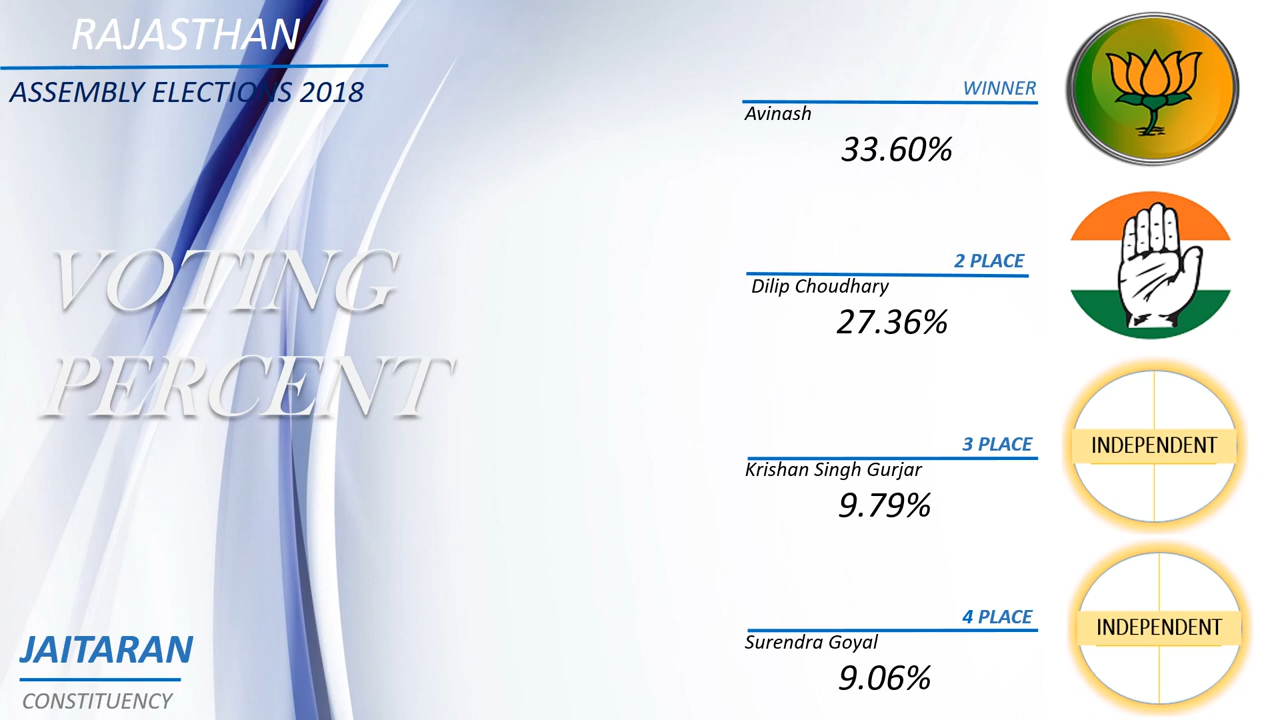 RAJASTHAN
ASSEMBLY ELECTIONS 2018
VOTING
PERCENT
JAITARAN
CONSTITUENCY
WINNER
Avinash
33.60%
2 PLACE
Dilip Choudhary
27.36%
3 PLACE
Krishan Singh Gurjar
9.79%
INDEPENDENT
4 PLACE
Surendra Goyal
9.06%
INDEPENDENT